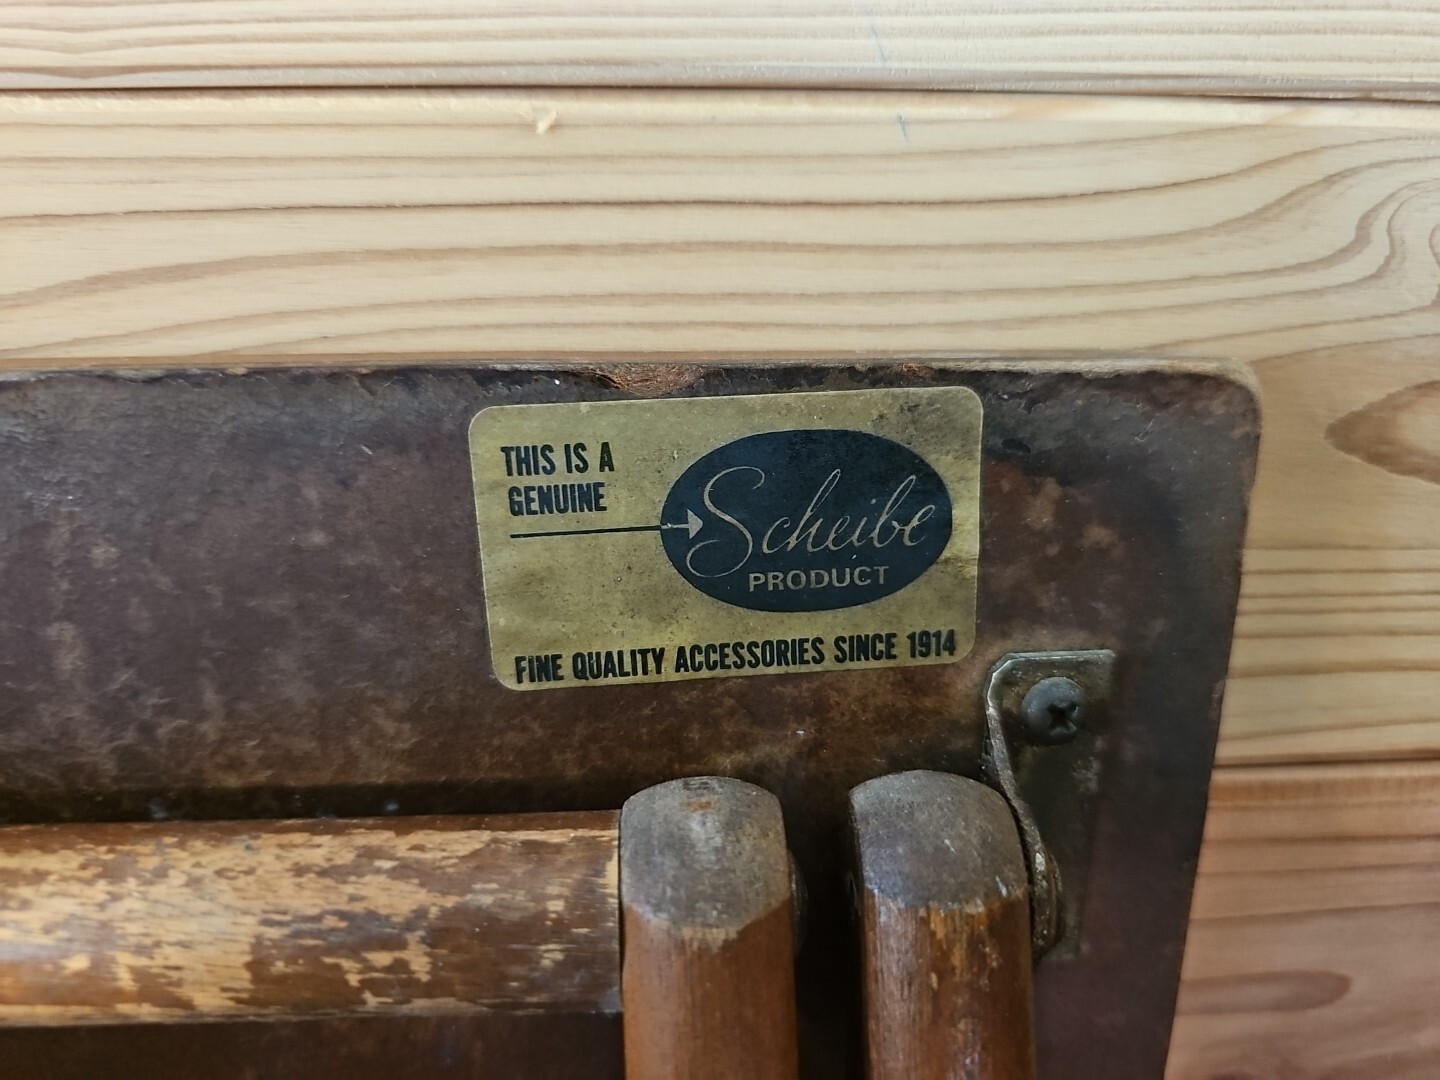 THIS IS A
GENUINE
Scheibe
PRODUCT
FINE QUALITY ACCESSORIES SINCE 1914